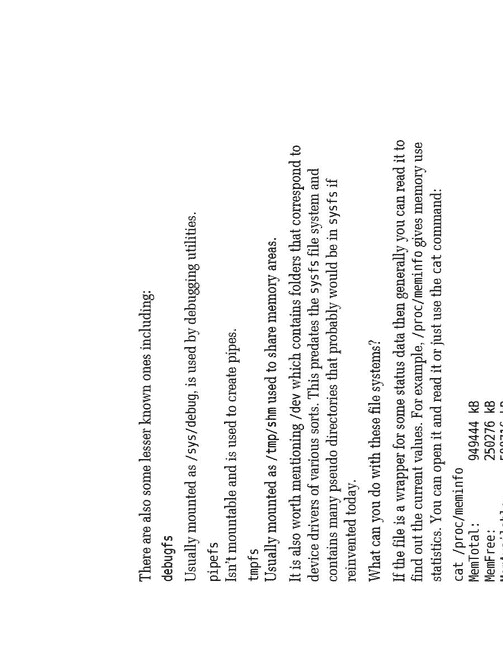 There are also some lesser known ones including:
debugfs
Usually mounted as /sys/debug, is used by debugging utilities.
pipefs
Isn't mountable and is used to create pipes.
tmpfs
Usually mounted as /tmp/shm used to share memory areas.
It is also worth mentioning /dev which contains folders that correspond to
device drivers of various sorts. This predates the sysfs file system and
contains many pseudo directories that probably would be in sysfs if
reinvented today.
What can you do with these file systems?
If the file is a wrapper for some status data then generally you can read it to
find out the current values. For example, /proc/meminfo gives memory use
statistics. You can open it and read it or just use the cat command:
cat /proc/meminfo
MemTotal: 949444 kB
MemFree: 250276 kB